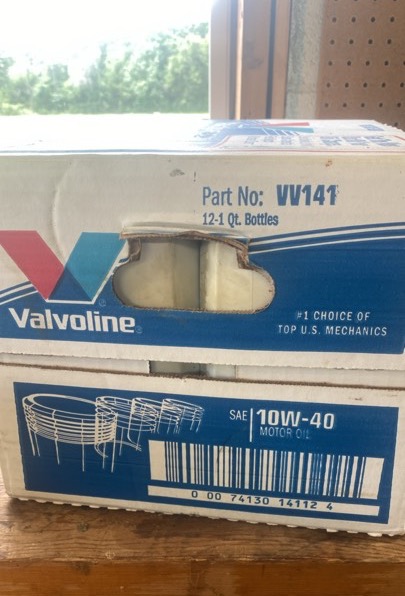 Part No: VV141
12-1 Qt. Bottles
Valvoline
#1 CHOICE OF
TOP U.S. MECHANICS
SAE 10W-40
MOTOR OIL
0 00 74130 14112 4